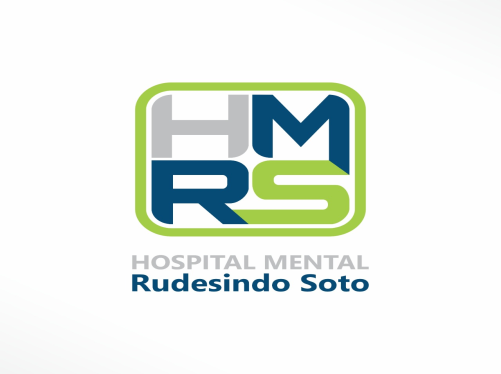 HM
RS
HOSPITAL MENTAL
Rudesindo Soto